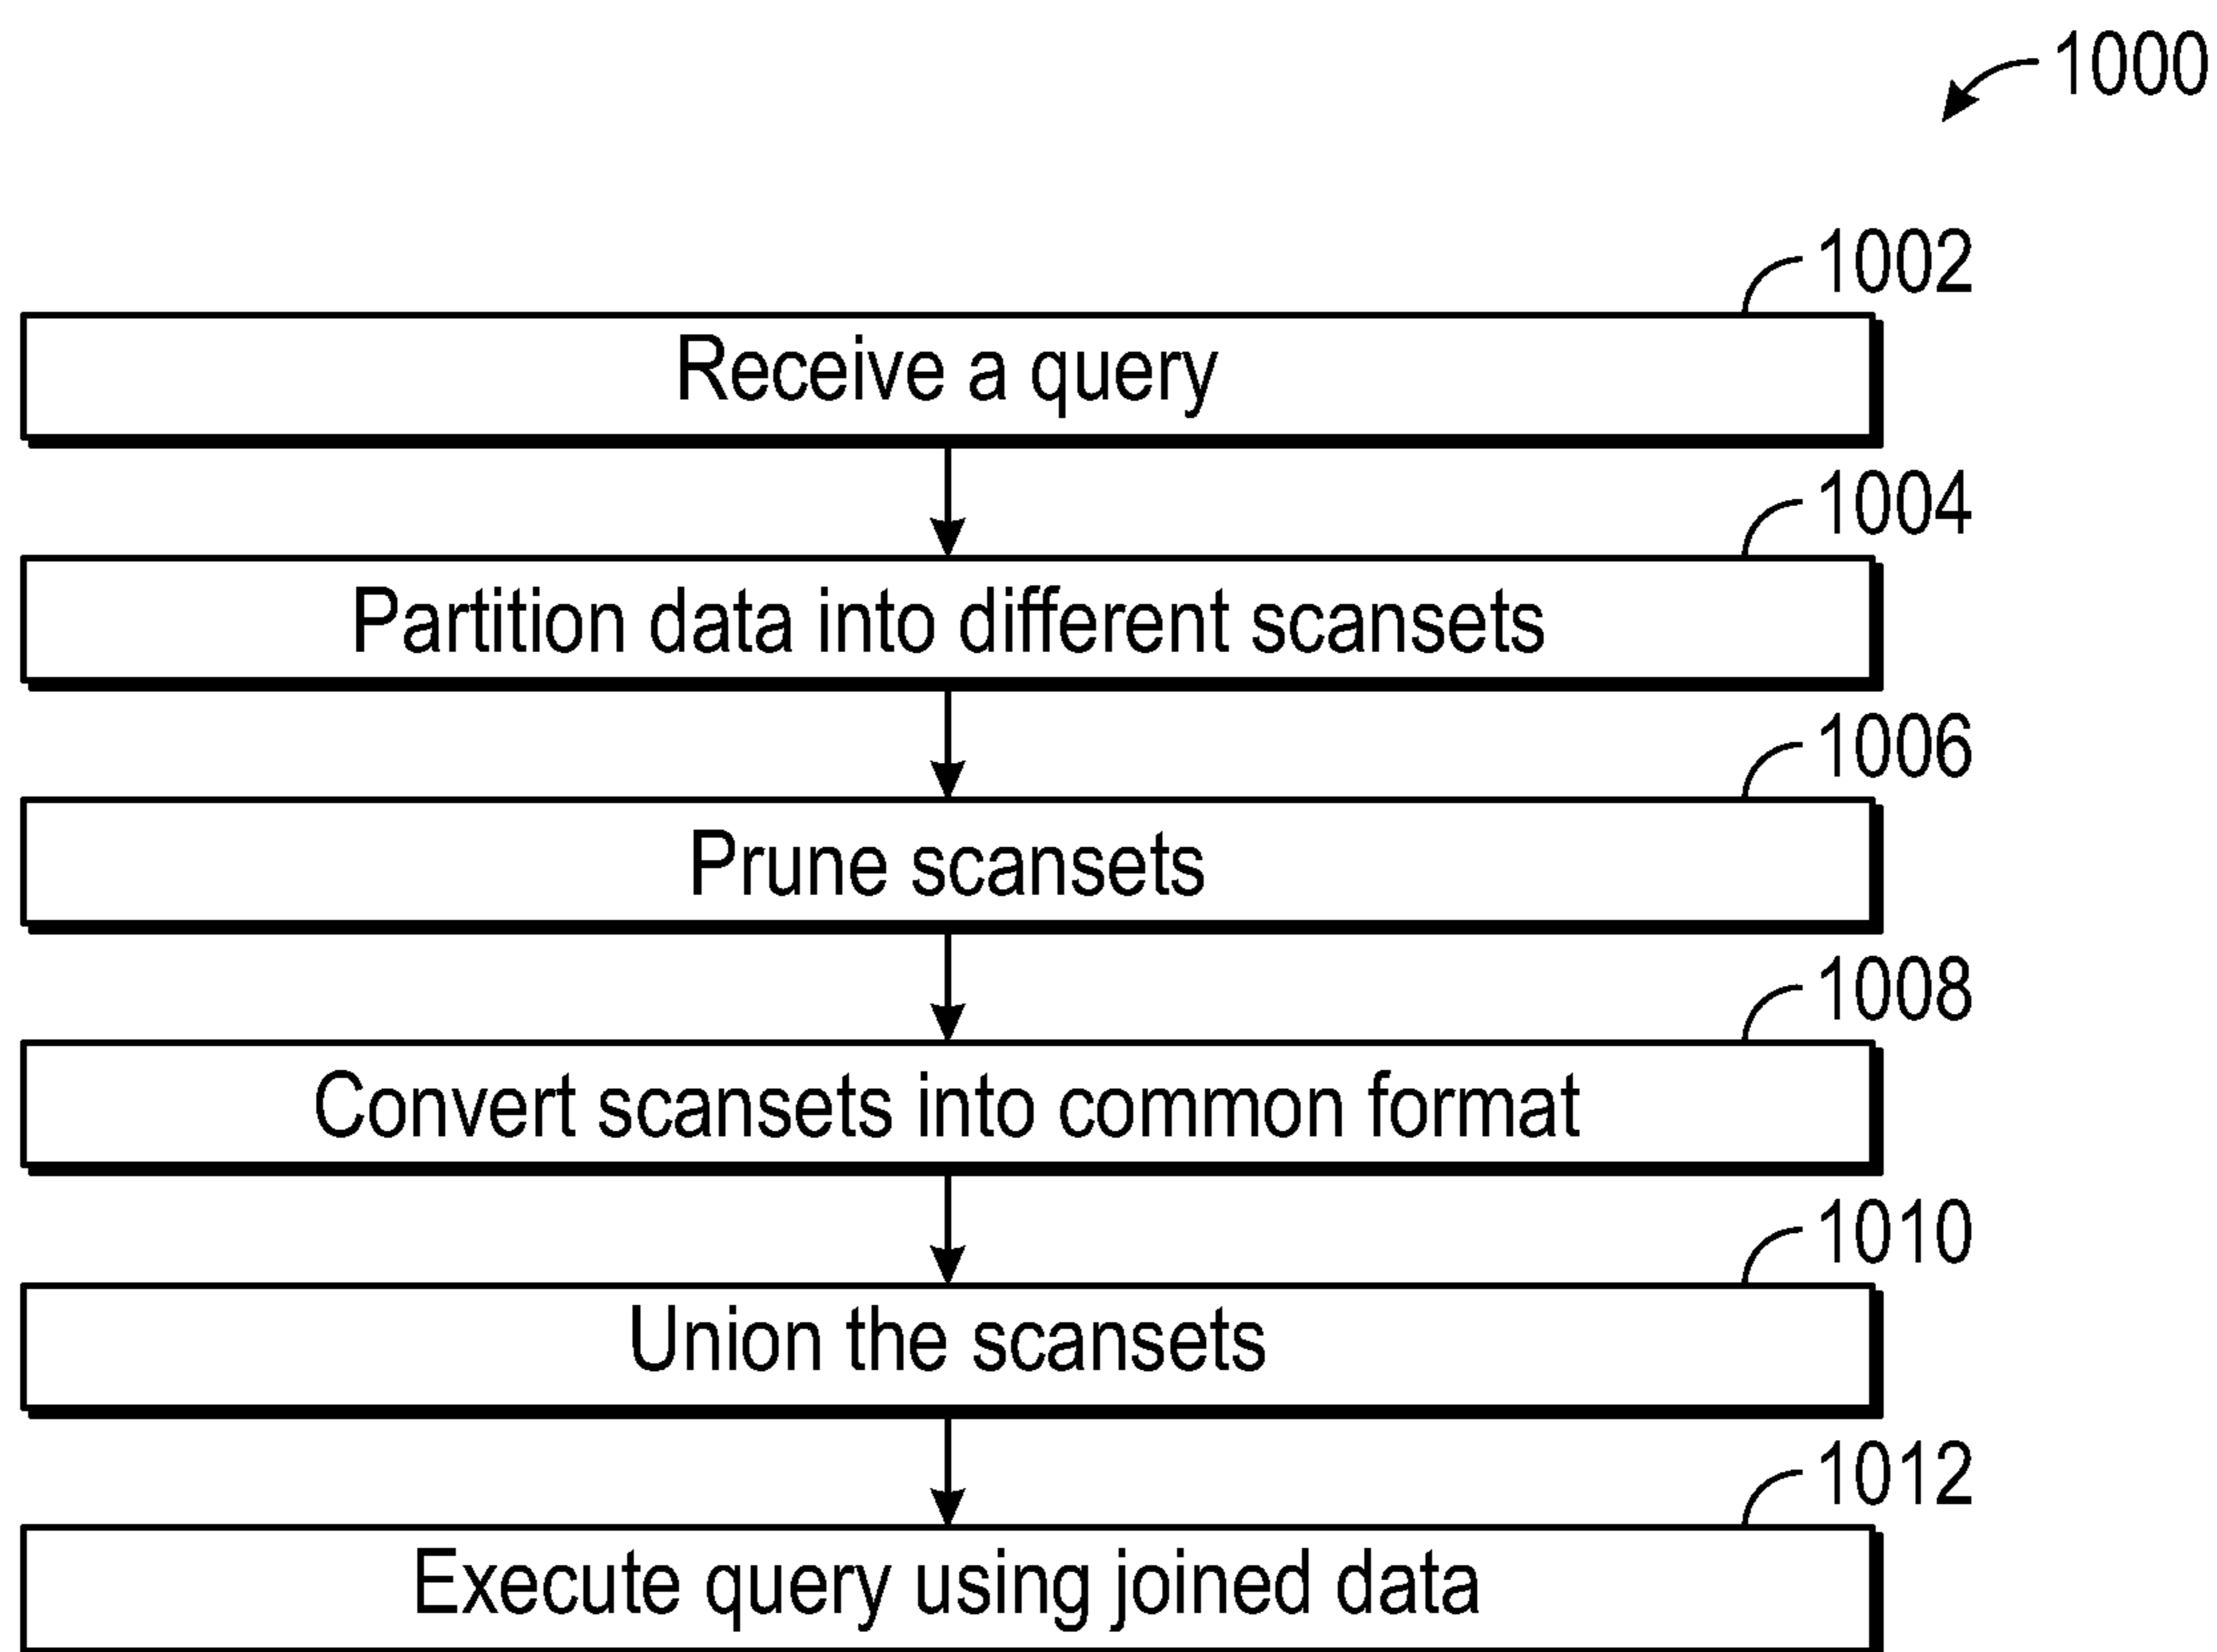 1000
1002
Receive a query
1004
Partition data into different scansets
1006
Prune scansets
1008
Convert scansets into common format
1010
Union the scansets
1012
Execute query using joined data